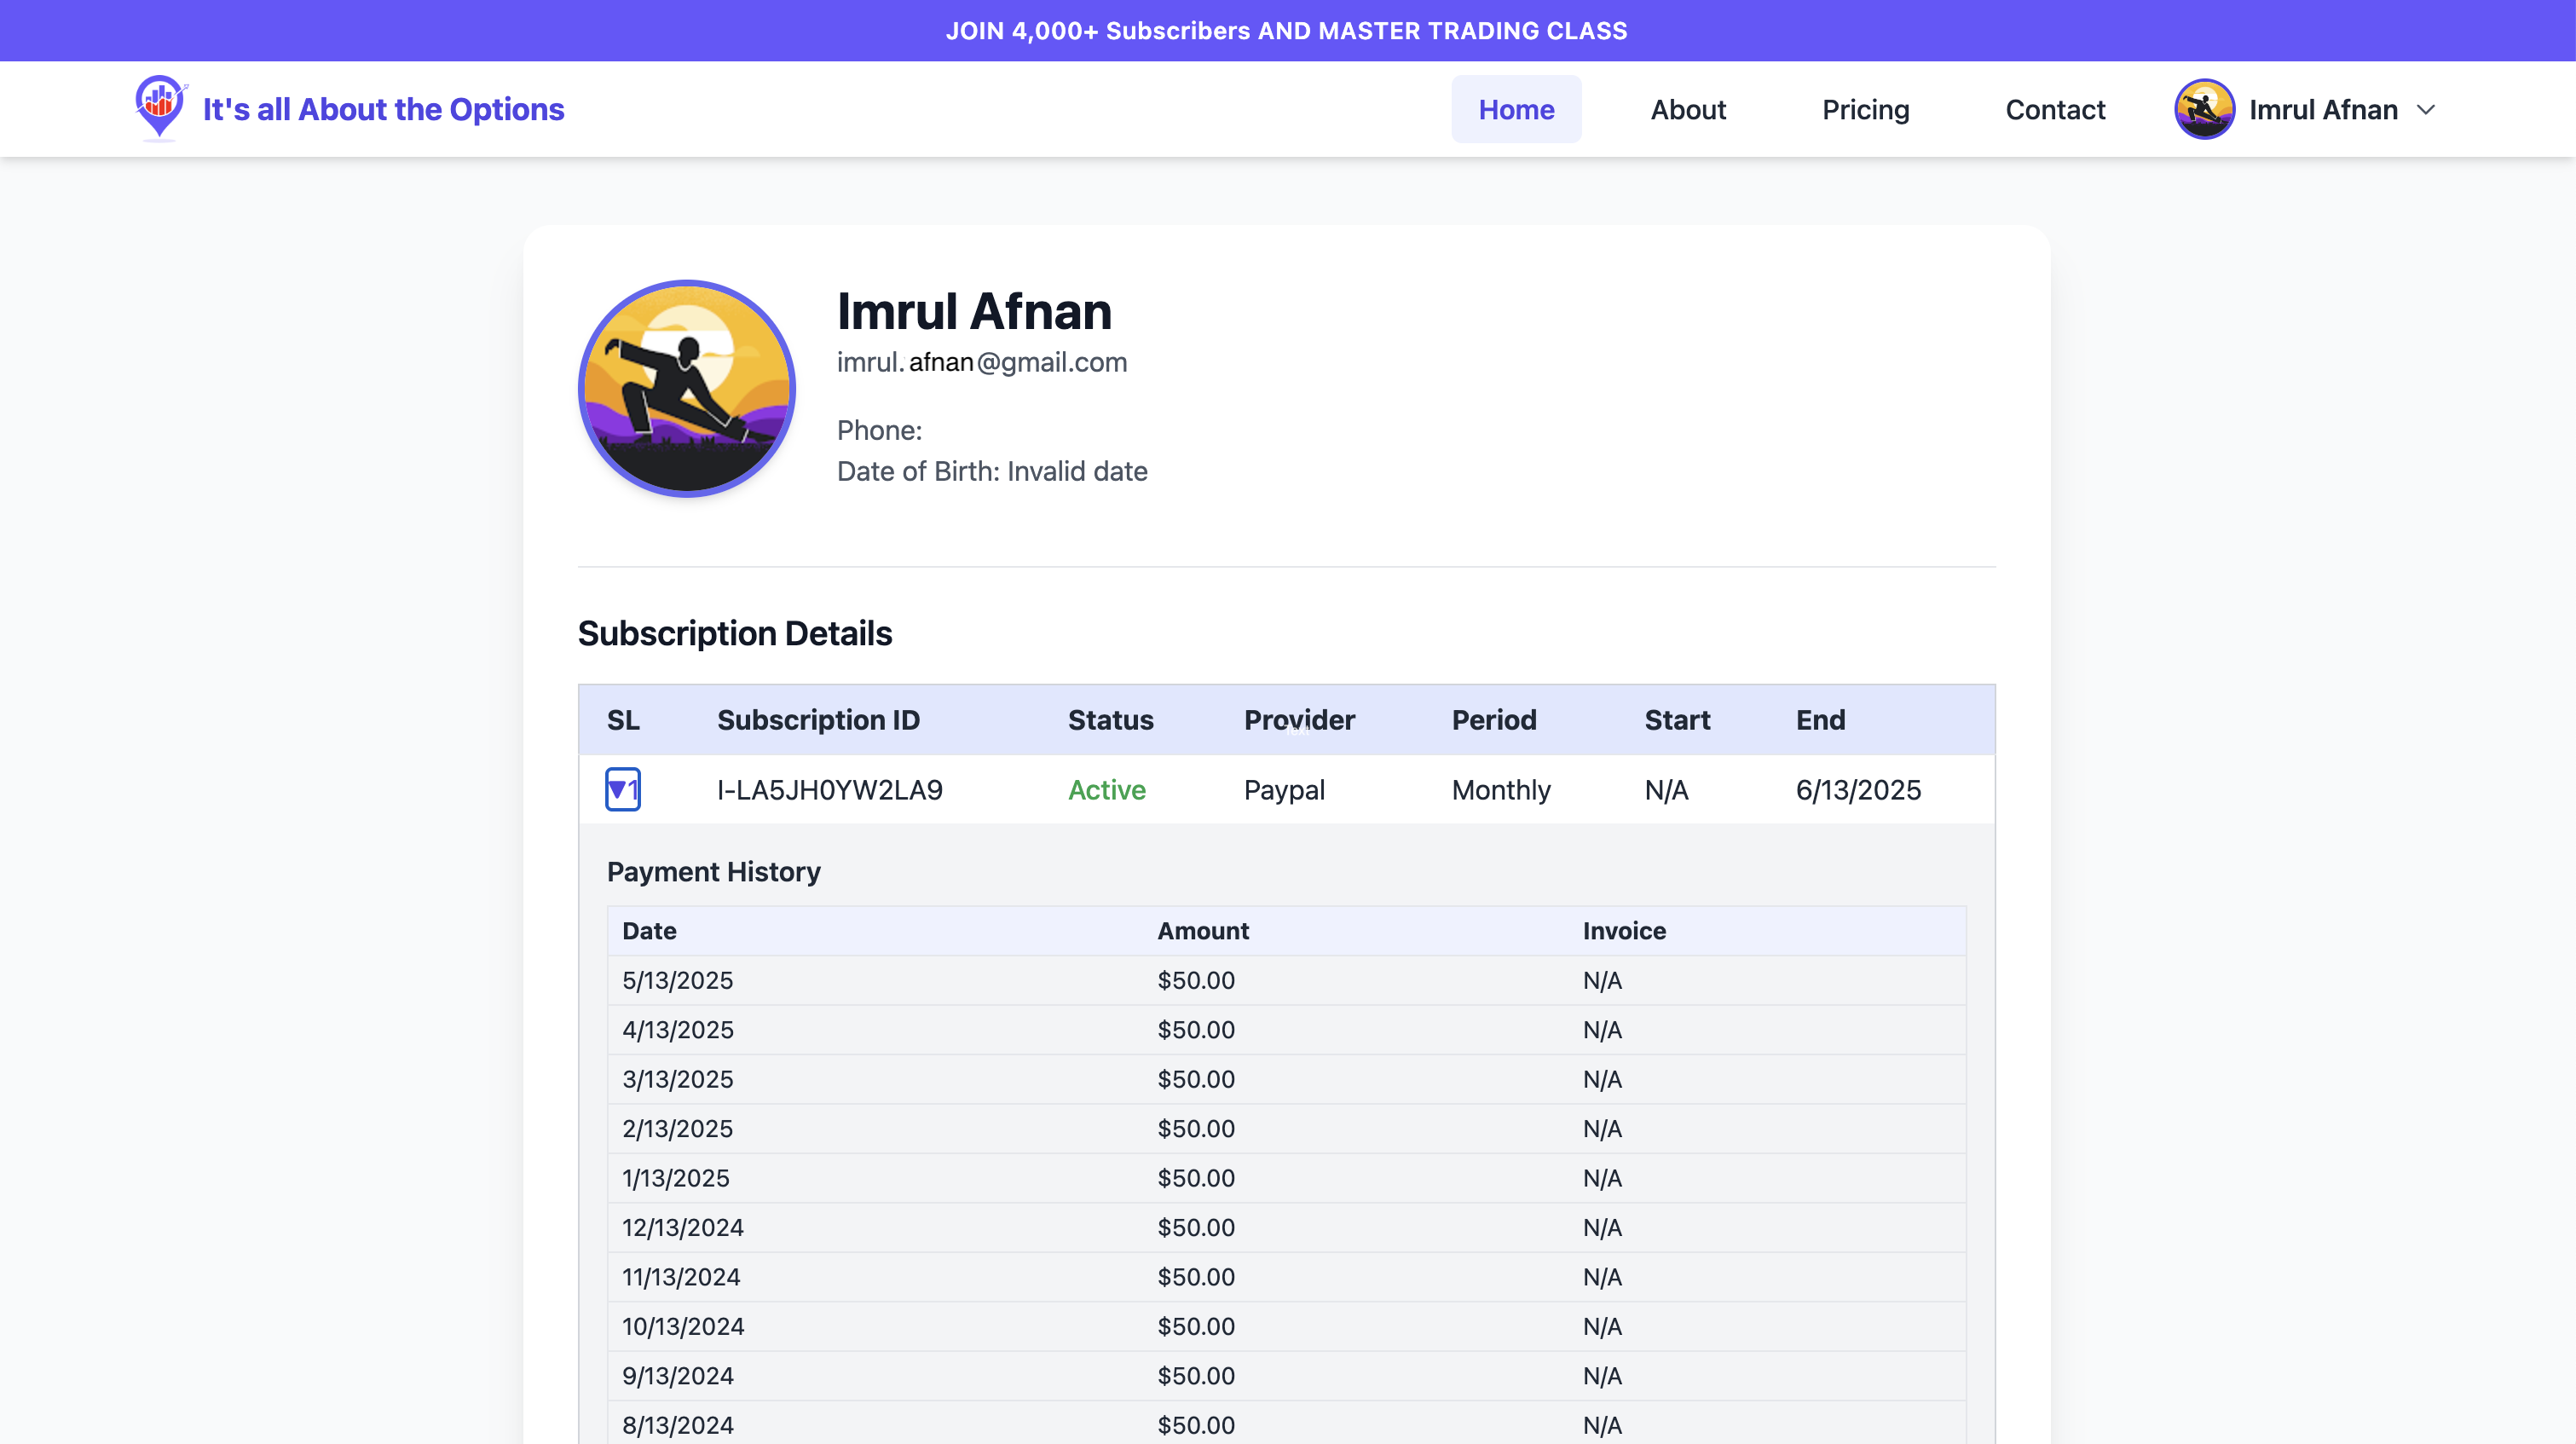 JOIN 4,000+ Subscribers AND MASTER TRADING CLASS
It's all About the Options
Home
About
Pricing
Contact
Imrul Afnan
Imrul Afnan
imrul.afnan@gmail.com
Phone:
Date of Birth: Invalid date
Subscription Details
SL Subscription ID Status Provider Period Start End
▼1 I-LA5JH0YW2LA9 Active Paypal Monthly N/A 6/13/2025
Payment History
Date Amount Invoice
5/13/2025 $50.00 N/A
4/13/2025 $50.00 N/A
3/13/2025 $50.00 N/A
2/13/2025 $50.00 N/A
1/13/2025 $50.00 N/A
12/13/2024 $50.00 N/A
11/13/2024 $50.00 N/A
10/13/2024 $50.00 N/A
9/13/2024 $50.00 N/A
8/13/2024 $50.00 N/A